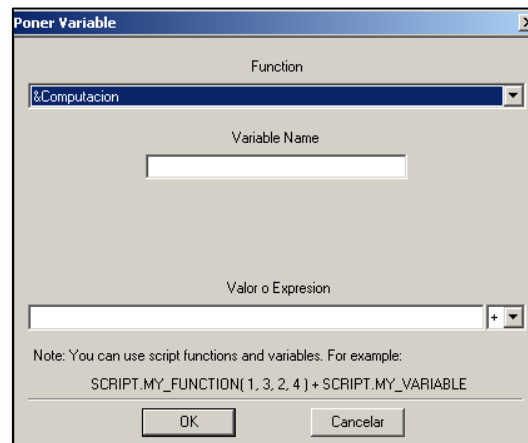 Poner Variable
Function
&Computacion
Variable Name
Valor o Expresion
+
Note: You can use script functions and variables. For example:
SCRIPT.MY_FUNCTION( 1, 3, 2, 4 ) + SCRIPT.MY_VARIABLE
OK
Cancelar